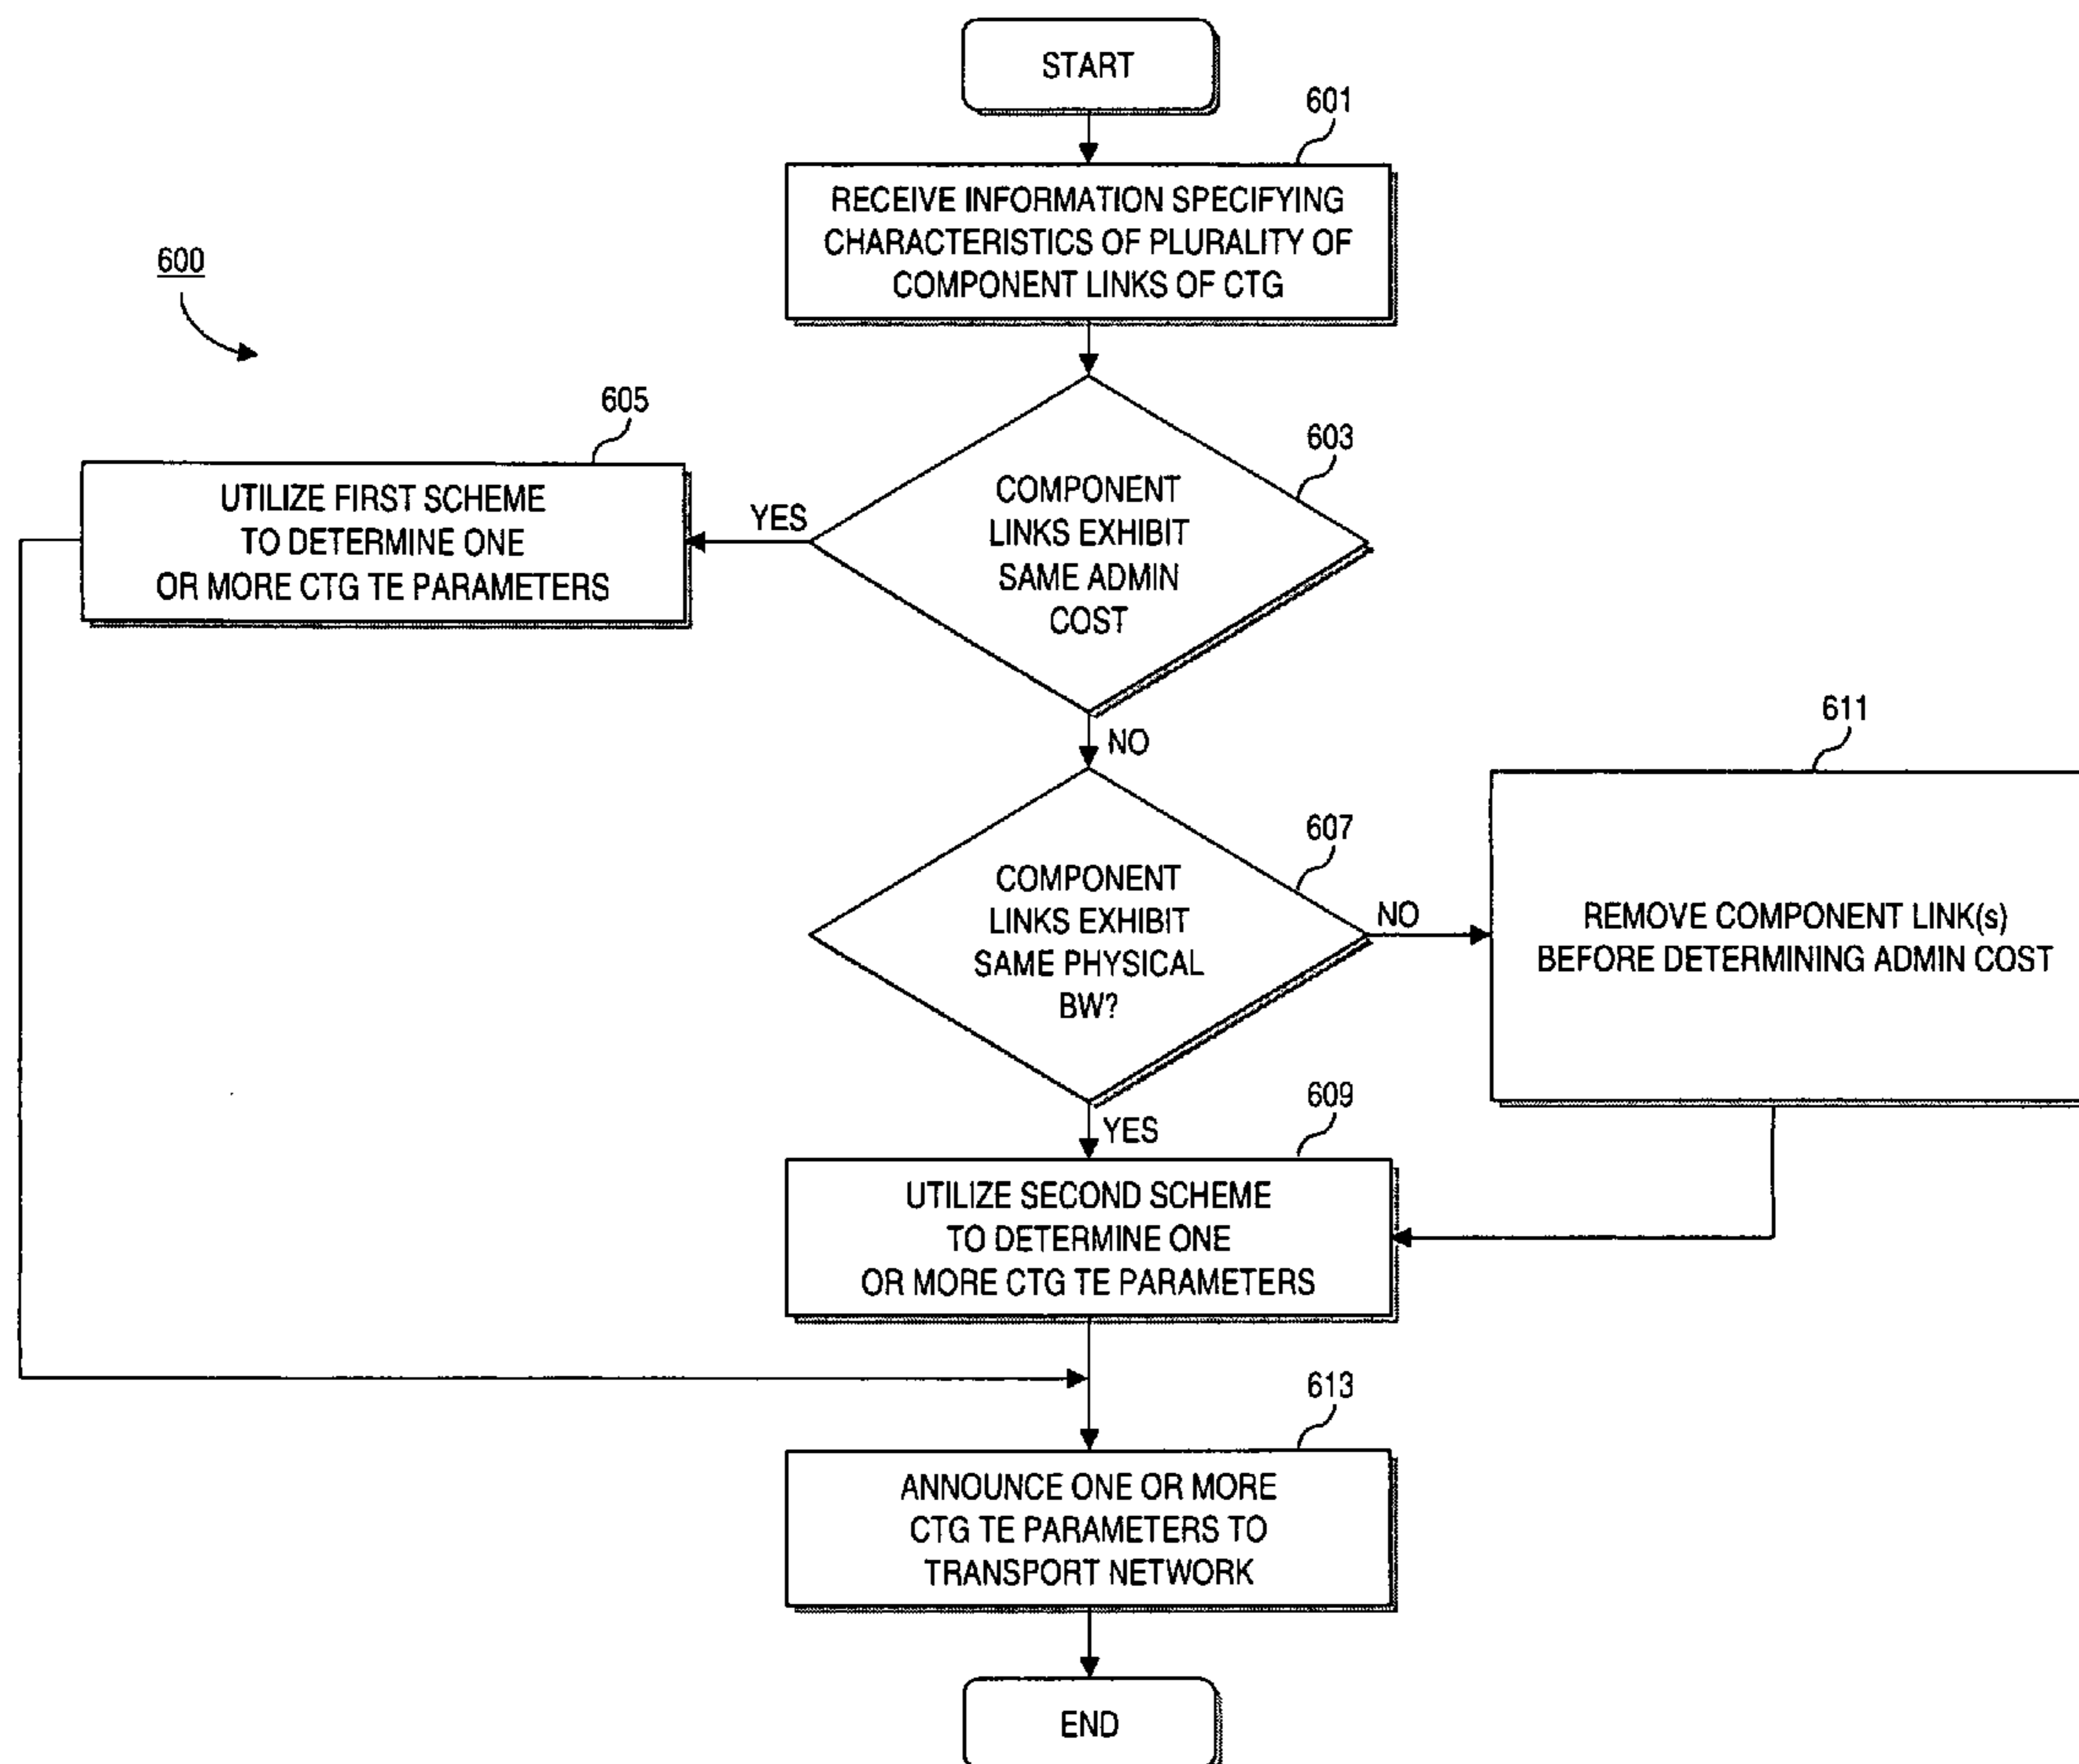 START
601
RECEIVE INFORMATION SPECIFYING
CHARACTERISTICS OF PLURALITY OF
COMPONENT LINKS OF CTG
600
605
UTILIZE FIRST SCHEME
TO DETERMINE ONE
OR MORE CTG TE PARAMETERS
YES
603
COMPONENT
LINKS EXHIBIT
SAME ADMIN
COST
NO
607
COMPONENT
LINKS EXHIBIT
SAME PHYSICAL
BW?
NO
611
REMOVE COMPONENT LINK(s)
BEFORE DETERMINING ADMIN COST
YES
609
UTILIZE SECOND SCHEME
TO DETERMINE ONE
OR MORE CTG TE PARAMETERS
613
ANNOUNCE ONE OR MORE
CTG TE PARAMETERS TO
TRANSPORT NETWORK
END